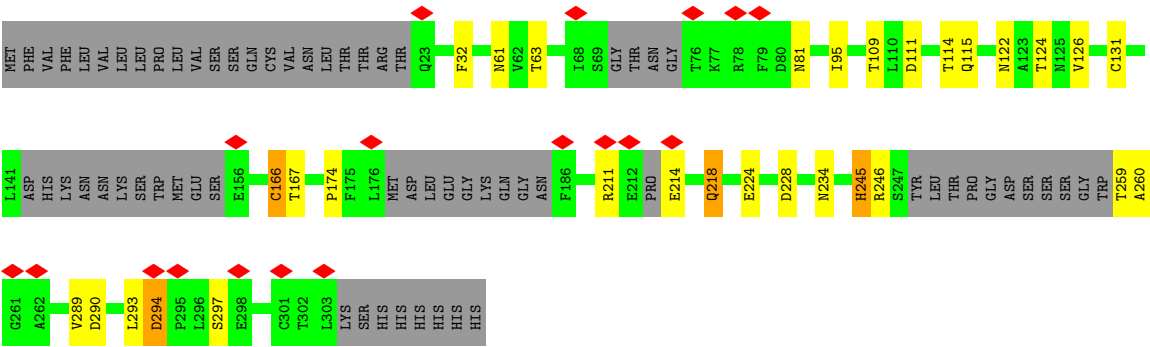 MET PHE VAL PHE LEU VAL LEU LEU PRO LEU VAL SER SER GLN CYS VAL ASN LEU THR THR ARG THR Q23 F32 N61 V62 T63 I68 S69 GLY THR ASN GLY T76 K77 R78 F79 D80 N81 I95 T109 L110 D111 T114 Q115 N122 A123 T124 N125 V126 C131
L141 ASP HIS LYS ASN ASN LYS SER TRP MET GLU SER E156 C166 T167 P174 F175 L176 MET ASP LEU GLU GLY LYS GLN GLY ASN F186 R211 E212 PRO E214 Q218 E224 D228 N234 H245 R246 S247 TYR LEU THR PRO GLY ASP SER SER SER GLY TRP T259 A260
G261 A262 V289 D290 L293 D294 P295 L296 S297 E298 C301 T302 L303 LYS SER HIS HIS HIS HIS HIS HIS